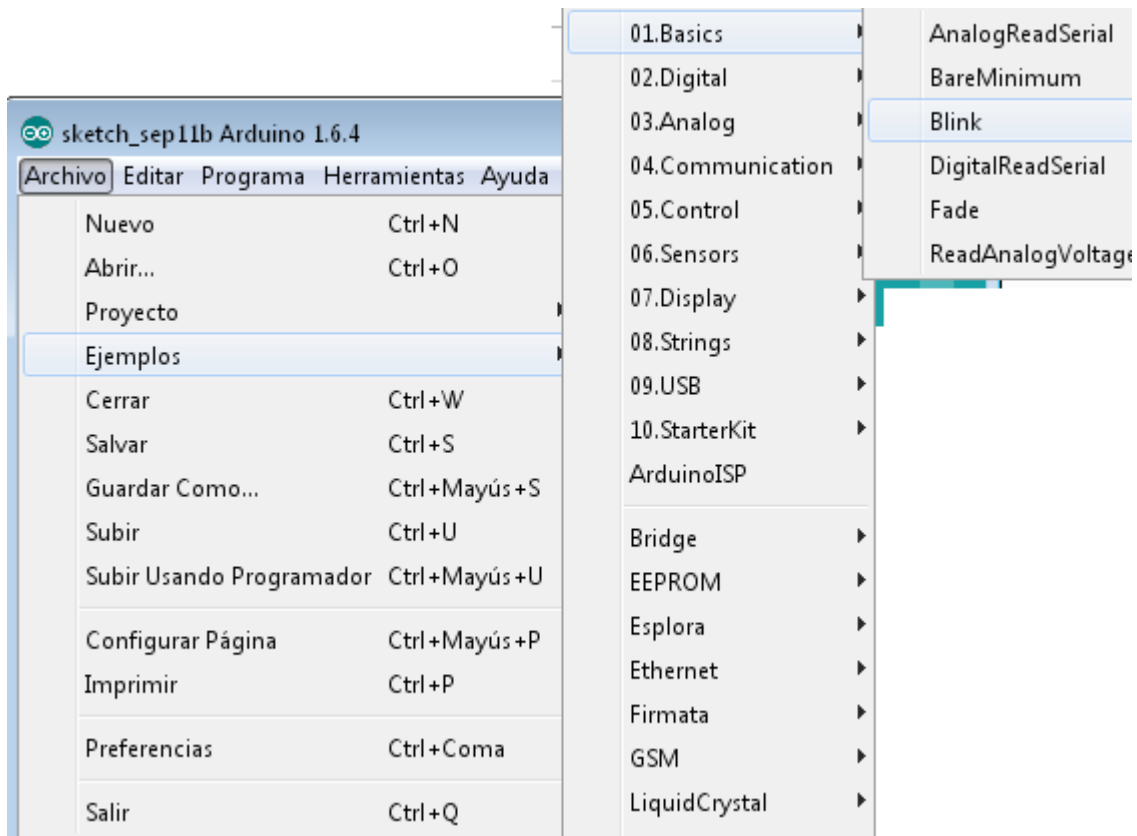 sketch_sep11b Arduino 1.6.4
Archivo Editar Programa Herramientas Ayuda
Nuevo Ctrl+N
Abrir... Ctrl+O
Proyecto
Ejemplos
Cerrar Ctrl+W
Salvar Ctrl+S
Guardar Como... Ctrl+Mayús+S
Subir Ctrl+U
Subir Usando Programador Ctrl+Mayús+U
Configurar Página Ctrl+Mayús+P
Imprimir Ctrl+P
Preferencias Ctrl+Coma
Salir Ctrl+Q
01.Basics
02.Digital
03.Analog
04.Communication
05.Control
06.Sensors
07.Display
08.Strings
09.USB
10.StarterKit
ArduinoISP
Bridge
EEPROM
Esplora
Ethernet
Firmata
GSM
LiquidCrystal
AnalogReadSerial
BareMinimum
Blink
DigitalReadSerial
Fade
ReadAnalogVoltage